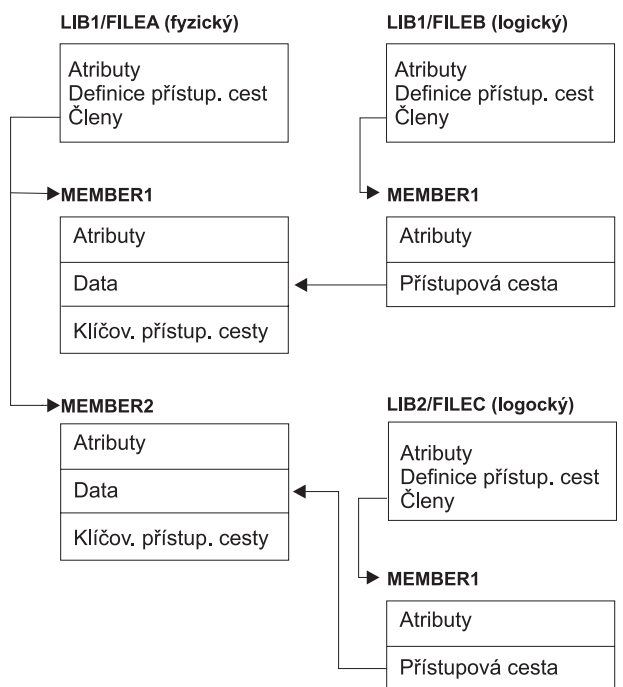 LIB1/FILEA (fyzický)
Atributy
Definice přístup. cest
Členy
MEMBER1
Atributy
Data
Klíčov. přístup. cesty
MEMBER2
Atributy
Data
Klíčov. přístup. cesty
LIB1/FILEB (logický)
Atributy
Definice přístup. cest
Členy
MEMBER1
Atributy
Přístupová cesta
LIB2/FILEC (logocký)
Atributy
Definice přístup. cest
Členy
MEMBER1
Atributy
Přístupová cesta